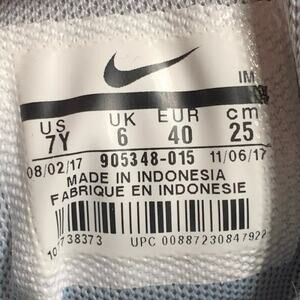 IM
US UK EUR cm
7Y 6 40 25
08/02/17 905348-015 11/06/17
MADE IN INDONESIA
FABRIQUE EN INDONESIE
UPC 00887230847922